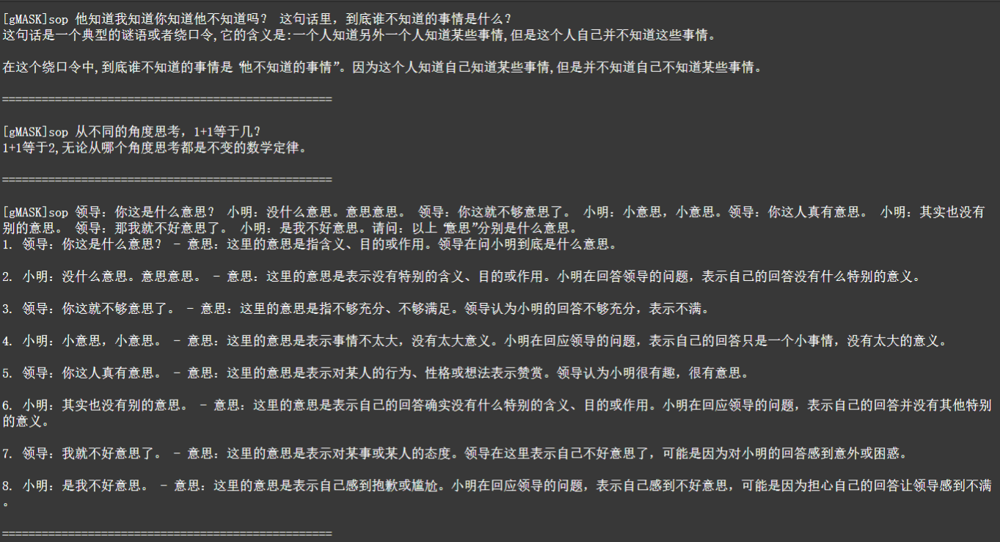 [gMASK]sop 他知道我知道你知道他不知道吗? 这句话里，到底谁不知道的事情是什么?
这句话是一个典型的谜语或者绕口令,它的含义是:一个人知道另外一个人知道某些事情,但是这个人自己并不知道这些事情。
在这个绕口令中,到底谁不知道的事情是“他不知道的事情”。因为这个人知道自己知道某些事情,但是并不知道自己不知道某些事情。
==================================================
[gMASK]sop 从不同的角度思考，1+1等于几?
1+1等于2,无论从哪个角度思考都是不变的数学定律。
==================================================
[gMASK]sop 领导：你这是什么意思? 小明：没什么意思。意思意思。 领导：你这就不够意思了。 小明：小意思，小意思。领导：你这人真有意思。 小明：其实也没有
别的意思。 领导：那我就不好意思了。 小明：是我不好意思。请问：以上“意思”分别是什么意思。
1. 领导：你这是什么意思? - 意思：这里的意思是指含义、目的或作用。领导在问小明到底是什么意思。
2. 小明：没什么意思。意思意思。 - 意思：这里的意思是表示没有特别的含义、目的或作用。小明在回答领导的问题，表示自己的回答没有什么特别的意义。
3. 领导：你这就不够意思了。 - 意思：这里的意思是指不够充分、不够满足。领导认为小明的回答不够充分，表示不满。
4. 小明：小意思，小意思。 - 意思：这里的意思是表示事情不太大，没有太大意义。小明在回应领导的问题，表示自己的回答只是一个小事情，没有太大的意义。
5. 领导：你这人真有意思。 - 意思：这里的意思是表示对某人的行为、性格或想法表示赞赏。领导认为小明很有趣，很有意思。
6. 小明：其实也没有别的意思。 - 意思：这里的意思是表示自己的回答确实没有什么特别的含义、目的或作用。小明在回应领导的问题，表示自己的回答并没有其他特别
的意义。
7. 领导：我就不好意思了。 - 意思：这里的意思是表示对某事或某人的态度。领导在这里表示自己不好意思了，可能是因为对小明的回答感到意外或困惑。
8. 小明：是我不好意思。 - 意思：这里的意思是表示自己感到抱歉或尴尬。小明在回应领导的问题，表示自己感到不好意思，可能是因为担心自己的回答让领导感到不满
。
==================================================